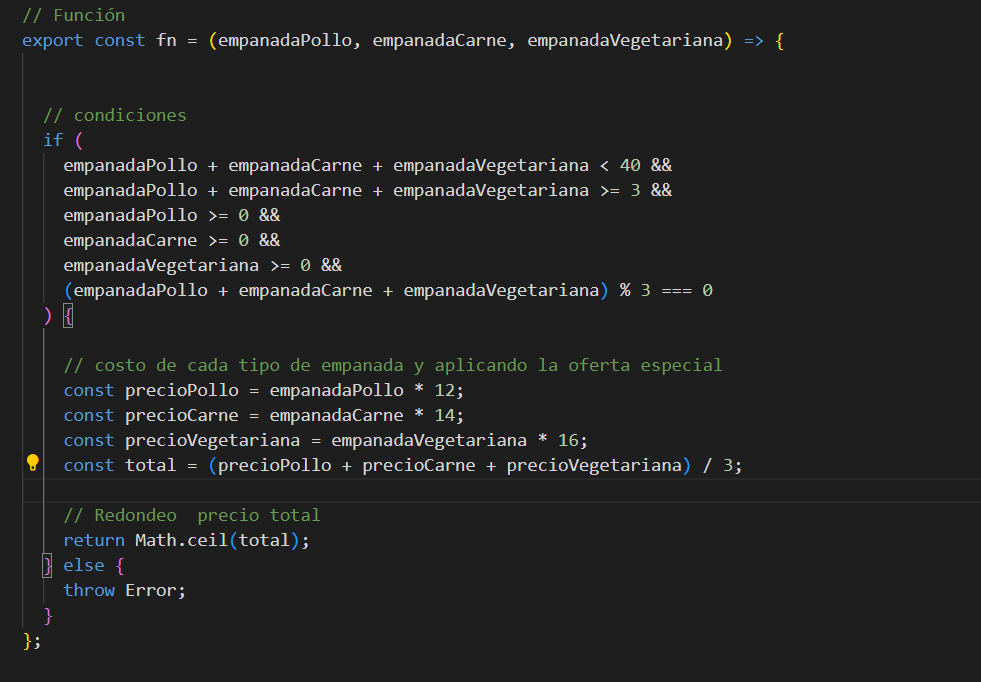 // Función
export const fn = (empanadaPollo, empanadaCarne, empanadaVegetariana) => {
// condiciones
if (
empanadaPollo + empanadaCarne + empanadaVegetariana < 40 &&
empanadaPollo + empanadaCarne + empanadaVegetariana >= 3 &&
empanadaPollo >= 0 &&
empanadaCarne >= 0 &&
empanadaVegetariana >= 0 &&
(empanadaPollo + empanadaCarne + empanadaVegetariana) % 3 === 0
) {
// costo de cada tipo de empanada y aplicando la oferta especial
const precioPollo = empanadaPollo * 12;
const precioCarne = empanadaCarne * 14;
const precioVegetariana = empanadaVegetariana * 16;
const total = (precioPollo + precioCarne + precioVegetariana) / 3;
// Redondeo  precio total
return Math.ceil(total);
} else {
throw Error;
}
};